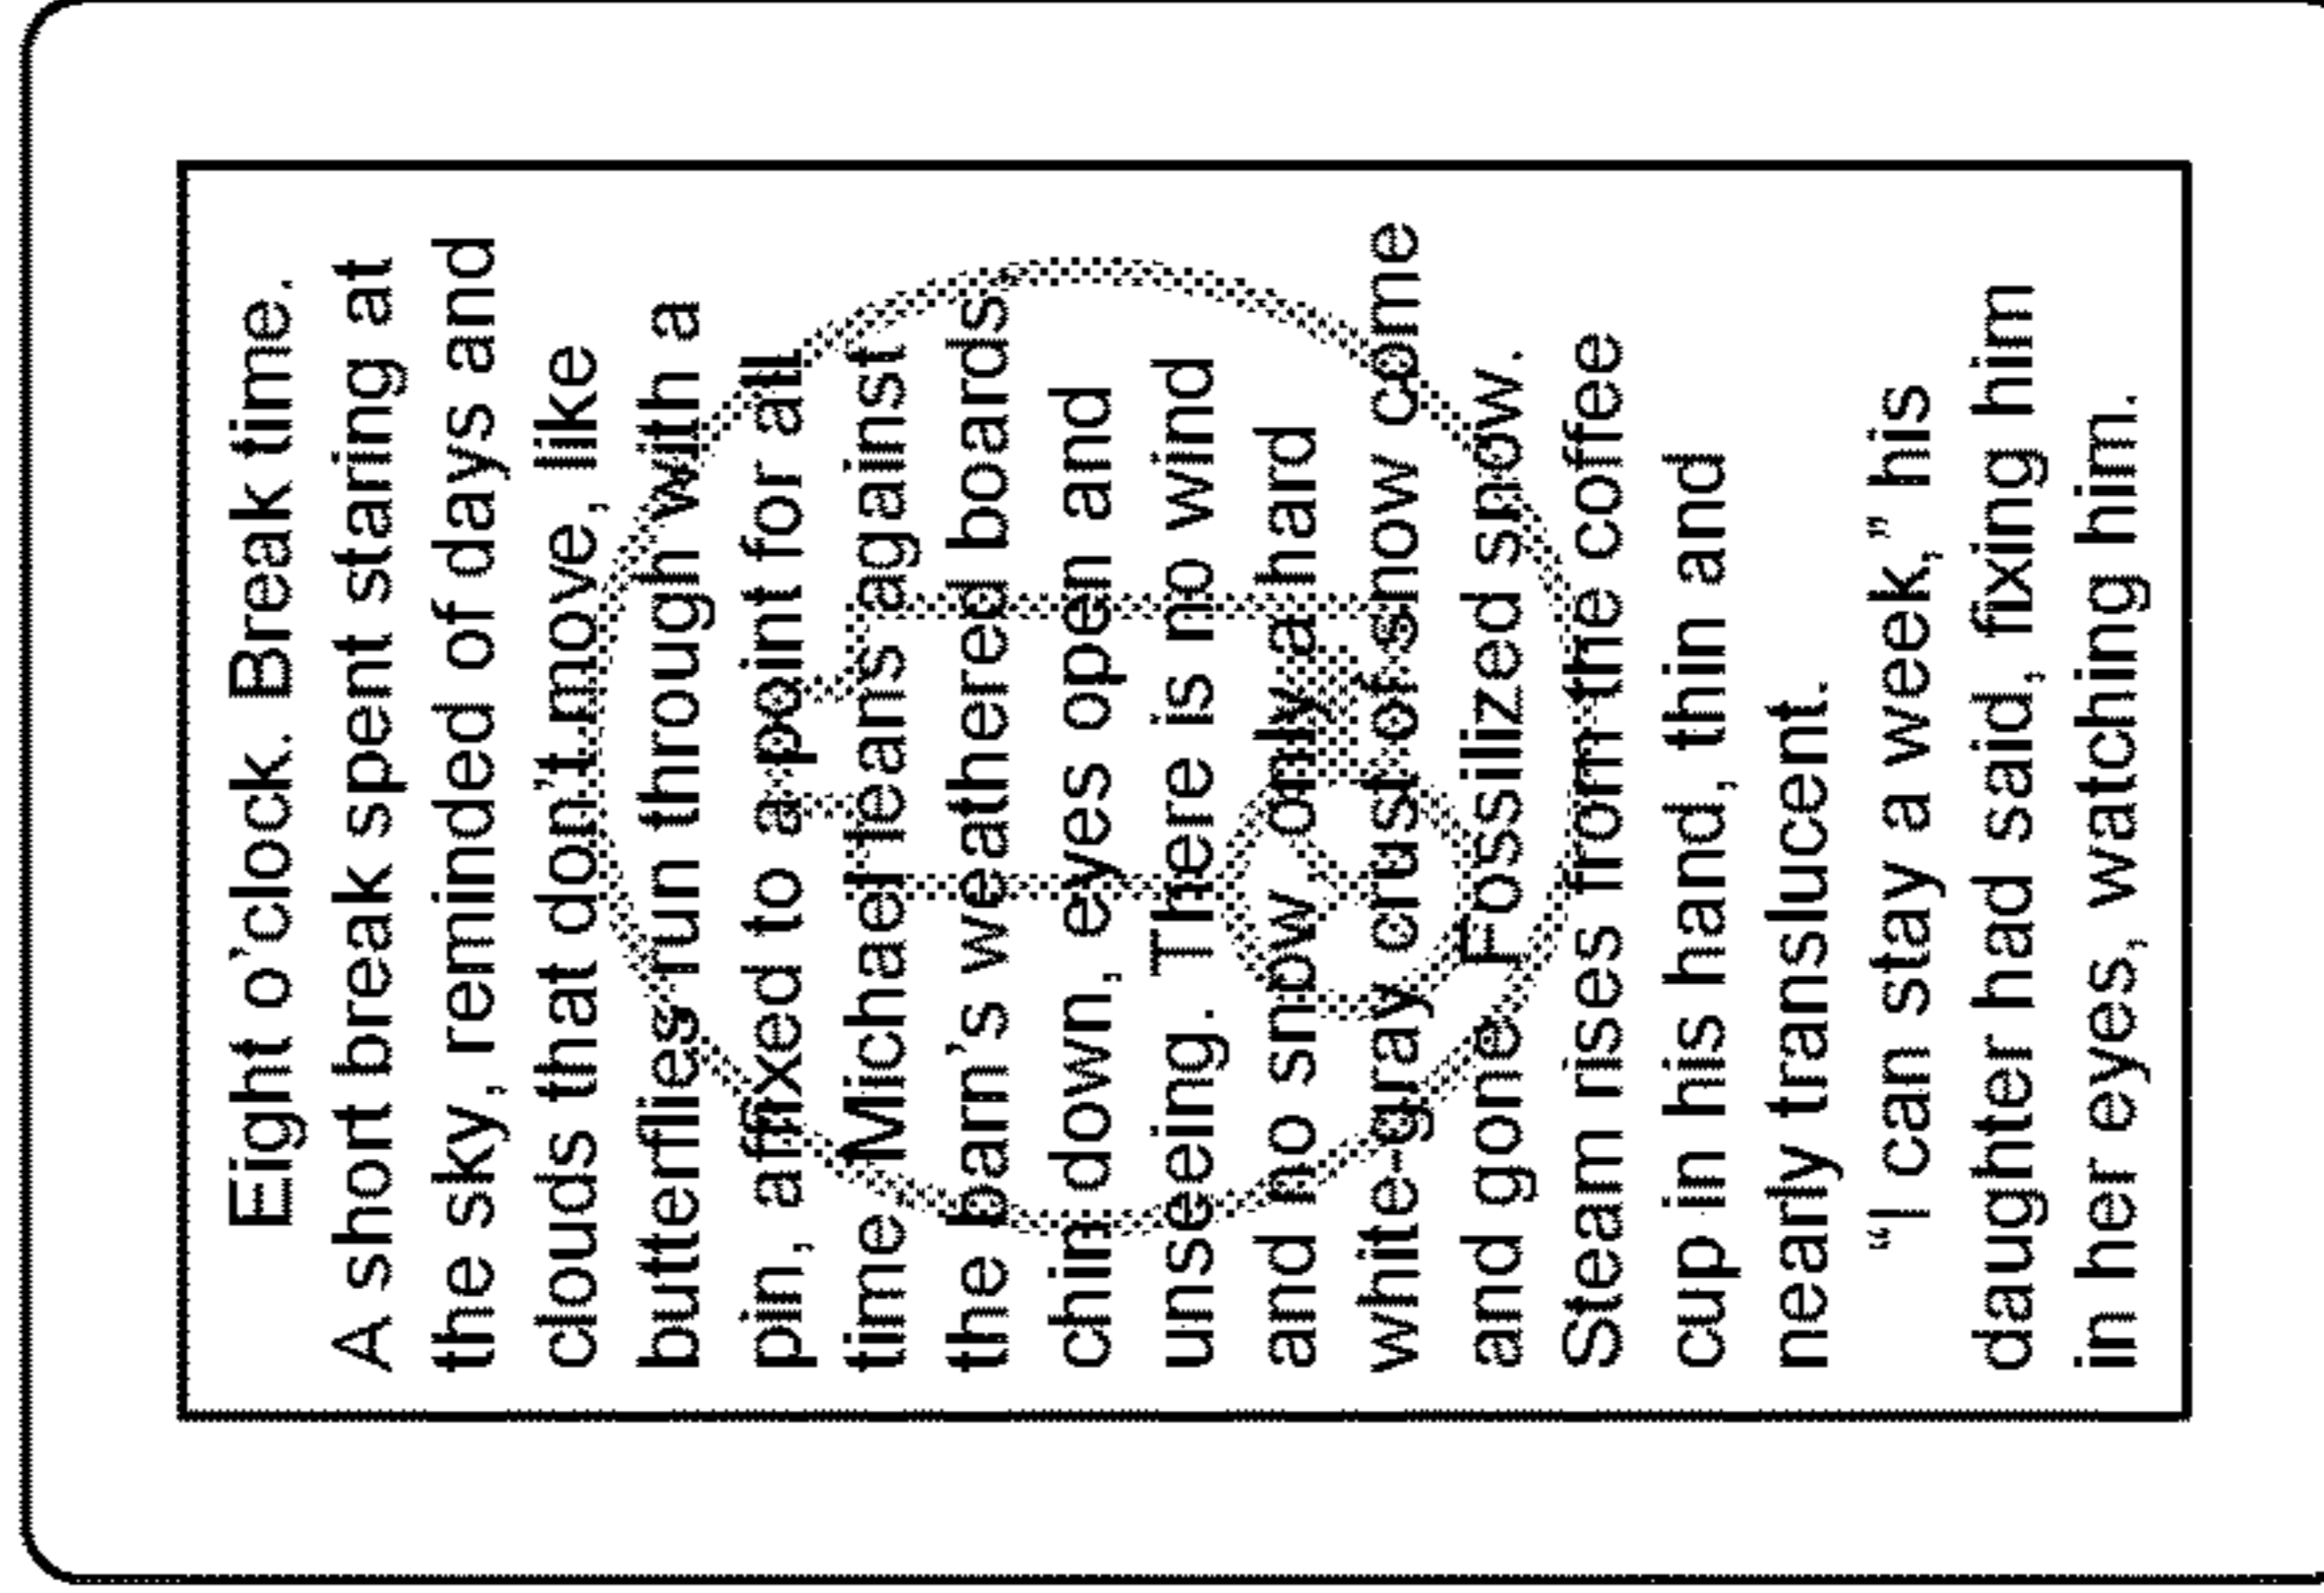 Eight o’clock. Break time.
A short break spent staring at
the sky, reminded of days and
clouds that don’t move, like
butterflies run through with a
pin, affixed to a point for all
time. Michael leans against
the barn’s weathered boards,
chin down, eyes open and
unseeing. There is no wind
and no snow, only a hard
white-gray crust of snow come
and gone. Fossilized snow.
Steam rises from the coffee
cup in his hand, thin and
nearly translucent.
“I can stay a week,” his
daughter had said, fixing him
in her eyes, watching him.